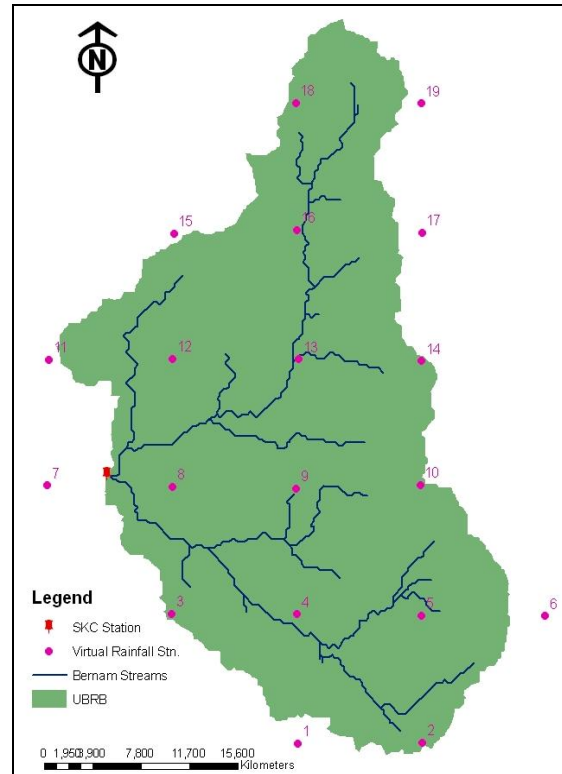 N
18
19
15
16
17
11
12
13
14
7
8
9
10
Legend
SKC Station
Virtual Rainfall Stn.
Bernam Streams
UBRB
3
4
5
6
1
2
0 1,950 3,900 7,800 11,700 15,600
Kilometers